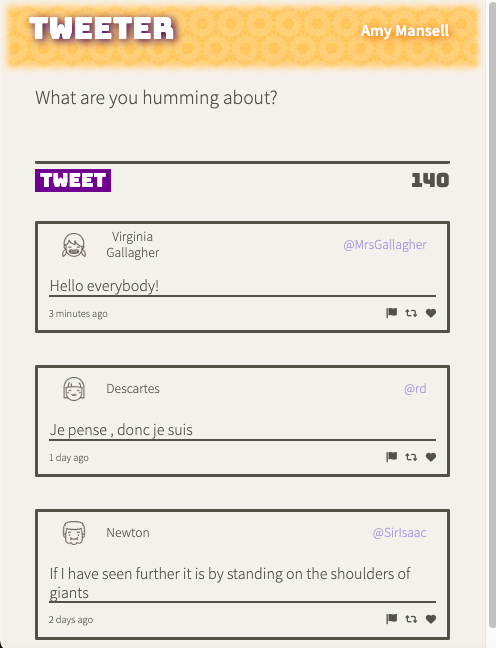 TWEETER
Amy Mansell
What are you humming about?
TWEET
140
Virginia
Gallagher
@MrsGallagher
Hello everybody!
3 minutes ago
Descartes
@rd
Je pense , donc je suis
1 day ago
Newton
@SirIsaac
If I have seen further it is by standing on the shoulders of
giants
2 days ago